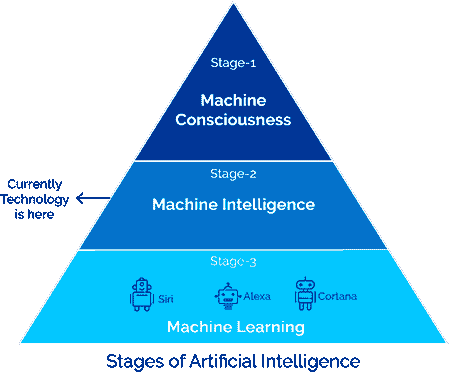 Stage-1
Machine
Consciousness
Stage-2
Currently
Technology
is here
Machine Intelligence
Stage-3
Siri
Alexa
Cortana
Machine Learning
Stages of Artificial Intelligence